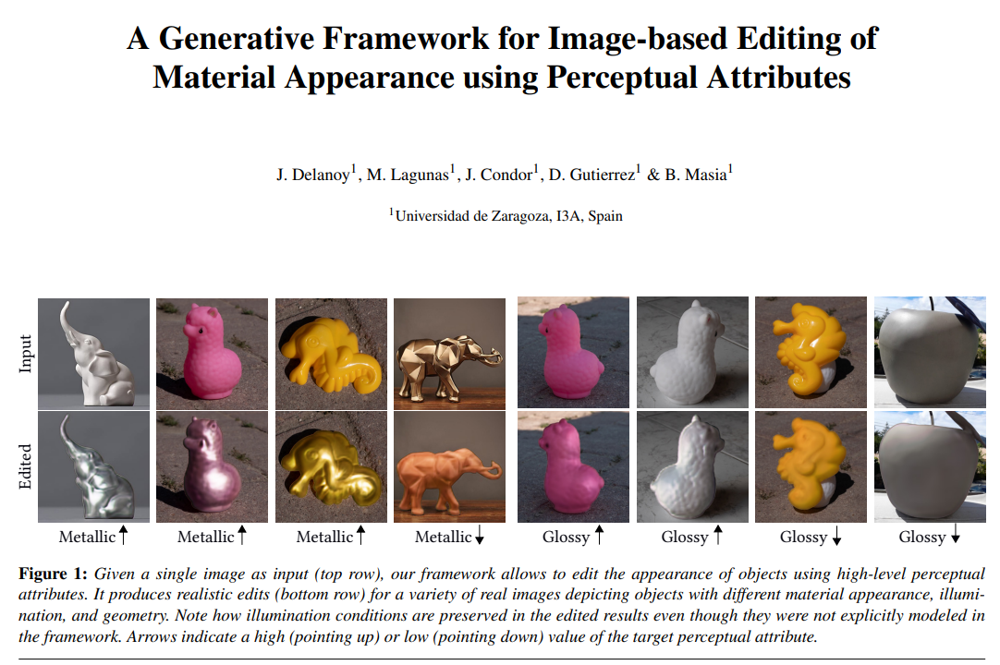 A Generative Framework for Image-based Editing of
Material Appearance using Perceptual Attributes
J. Delanoy1, M. Lagunas1, J. Condor1, D. Gutierrez1 & B. Masia1
1Universidad de Zaragoza, I3A, Spain
Input
Edited
Metallic↑ Metallic↑ Metallic↑ Metallic↓ Glossy↑ Glossy↑ Glossy↓ Glossy↓
Figure 1: Given a single image as input (top row), our framework allows to edit the appearance of objects using high-level perceptual
attributes. It produces realistic edits (bottom row) for a variety of real images depicting objects with different material appearance, illumi-
nation, and geometry. Note how illumination conditions are preserved in the edited results even though they were not explicitly modeled in
the framework. Arrows indicate a high (pointing up) or low (pointing down) value of the target perceptual attribute.